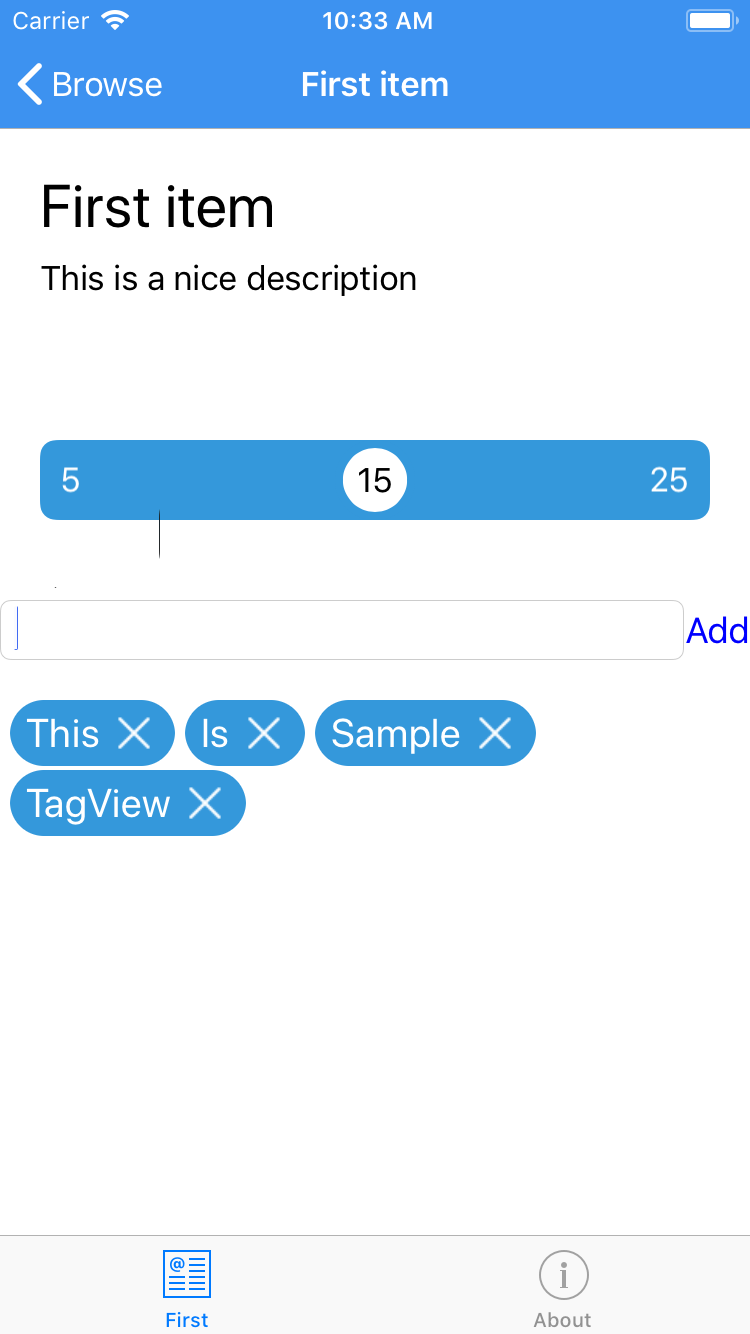 Carrier 10:33 AM
Browse First item
First item
This is a nice description
5 15 25
Add
This Is Sample
TagView
@ i
First About